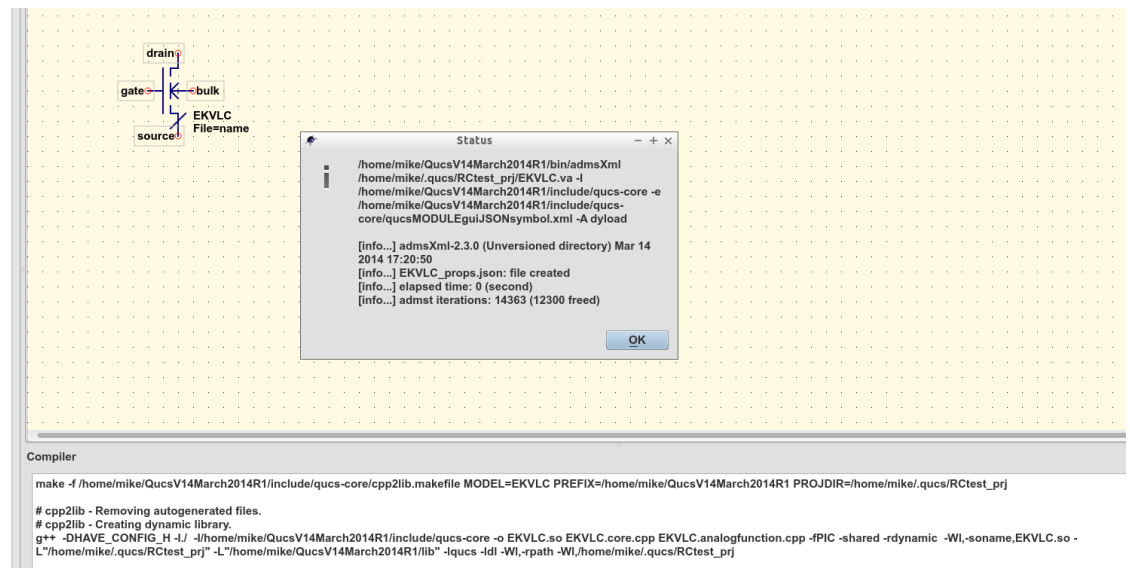 drain
gate
bulk
EKVLC
File=name
source
Status
/home/mike/QucsV14March2014R1/bin/admsXml
/home/mike/.qucs/RCtest_prj/EKVLC.va -I
/home/mike/QucsV14March2014R1/include/qucs-core -e
/home/mike/QucsV14March2014R1/include/qucs-
core/qucsMODULEguiJSONsymbol.xml -A dyload
[info...] admsXml-2.3.0 (Unversioned directory) Mar 14
2014 17:20:50
[info...] EKVLC_props.json: file created
[info...] elapsed time: 0 (second)
[info...] admst iterations: 14363 (12300 freed)
OK
Compiler
make -f /home/mike/QucsV14March2014R1/include/qucs-core/cpp2lib.makefile MODEL=EKVLC PREFIX=/home/mike/QucsV14March2014R1 PROJDIR=/home/mike/.qucs/RCtest_prj
# cpp2lib - Removing autogenerated files.
# cpp2lib - Creating dynamic library.
g++ -DHAVE_CONFIG_H -I./ -I/home/mike/QucsV14March2014R1/include/qucs-core -o EKVLC.so EKVLC.core.cpp EKVLC.analogfunction.cpp -fPIC -shared -rdynamic -Wl,-soname,EKVLC.so -
L"/home/mike/.qucs/RCtest_prj" -L"/home/mike/QucsV14March2014R1/lib" -lqucs -ldl -Wl,-rpath -Wl,/home/mike/.qucs/RCtest_prj